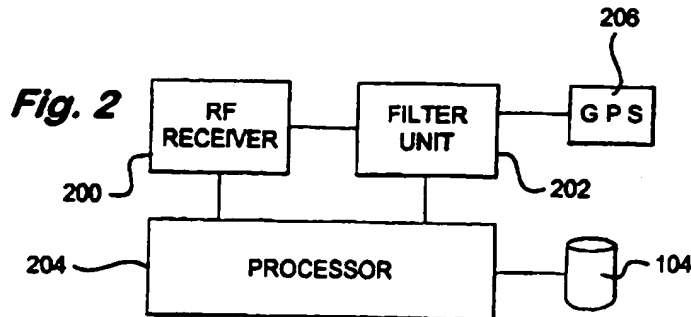 206
Fig. 2
RF
RECEIVER
FILTER
UNIT
GPS
200
202
204
PROCESSOR
104